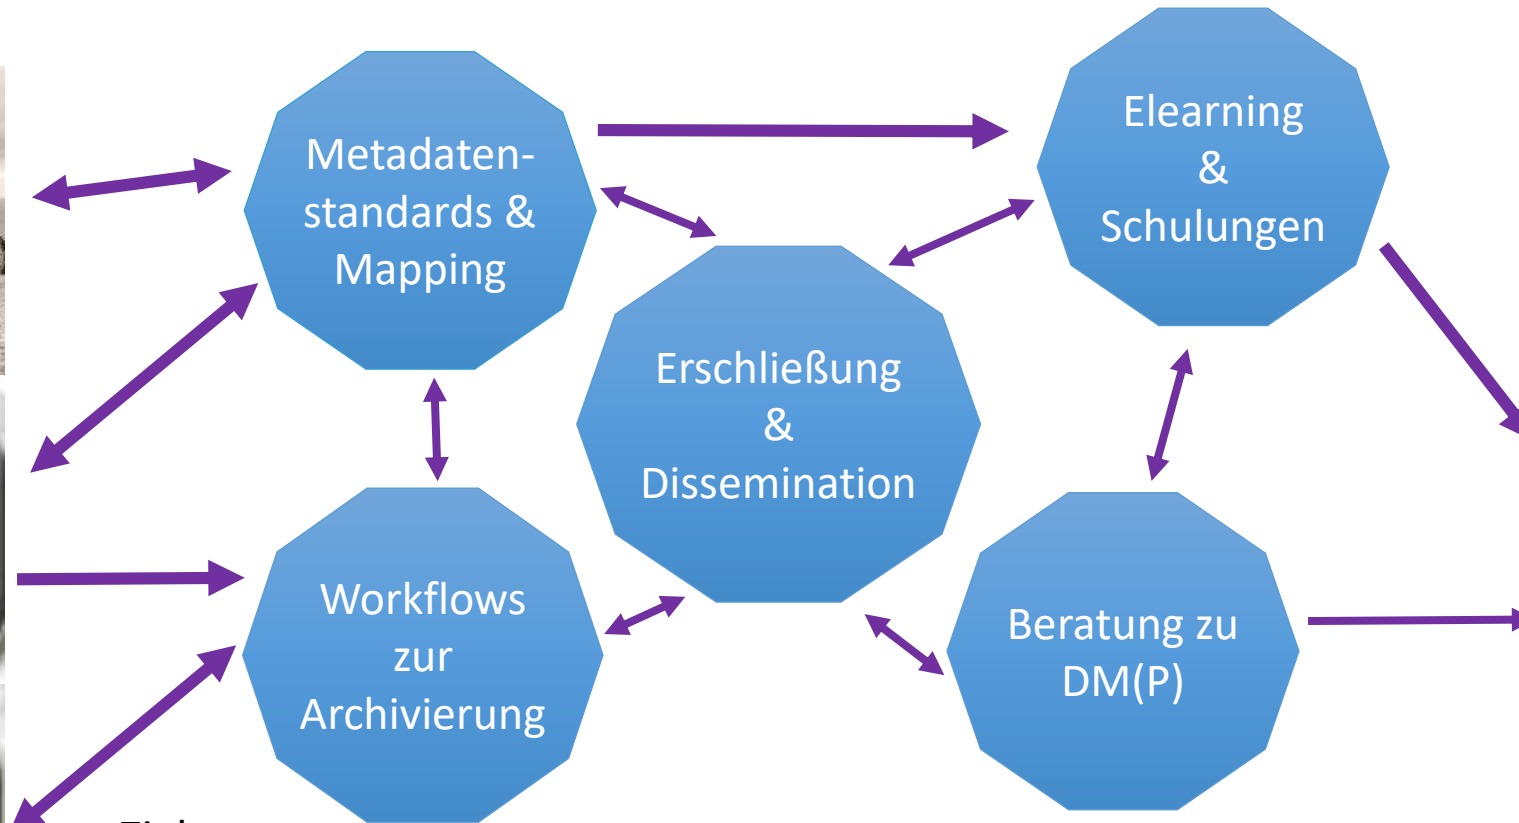 Metadaten-
standards &
Mapping
Elearning
&
Schulungen
Erschließung
&
Dissemination
Workflows
zur
Archivierung
Beratung zu
DM(P)